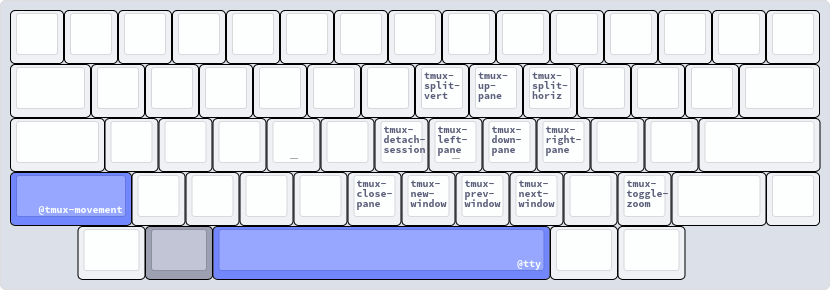 tmux-
split-
vert
tmux-
up-
pane
tmux-
split-
horiz
tmux-
detach-
session
tmux-
left-
pane
tmux-
down-
pane
tmux-
right-
pane
@tmux-movement
tmux-
close-
pane
tmux-
new-
window
tmux-
prev-
window
tmux-
next-
window
tmux-
toggle-
zoom
@tty